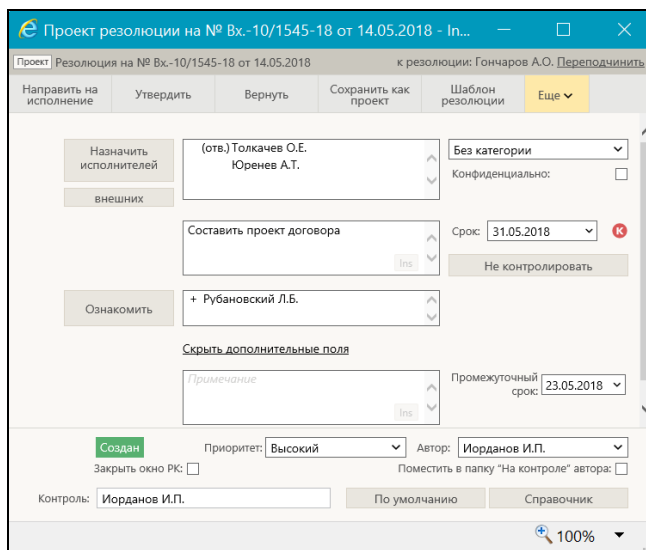 Проект резолюции на № Вх.-10/1545-18 от 14.05.2018 - In...
Проект Резолюция на № Вх.-10/1545-18 от 14.05.2018 к резолюции: Гончаров А.О. Переподчинить
Направить на исполнение Утвердить Вернуть Сохранить как проект Шаблон резолюции Еще
Назначить исполнителей
(отв.) Толкачев О.Е.
Юренев А.Т.
Без категории
Конфиденциально:
внешних
Составить проект договора
Ins
Срок: 31.05.2018 К
Не контролировать
Ознакомить
+ Рубановский Л.Б.
Скрыть дополнительные поля
Примечание
Ins
Промежуточный срок: 23.05.2018
Создан Приоритет: Высокий Автор: Иорданов И.П.
Закрыть окно РК: Поместить в папку "На контроле" автора:
Контроль: Иорданов И.П. По умолчанию Справочник
100%